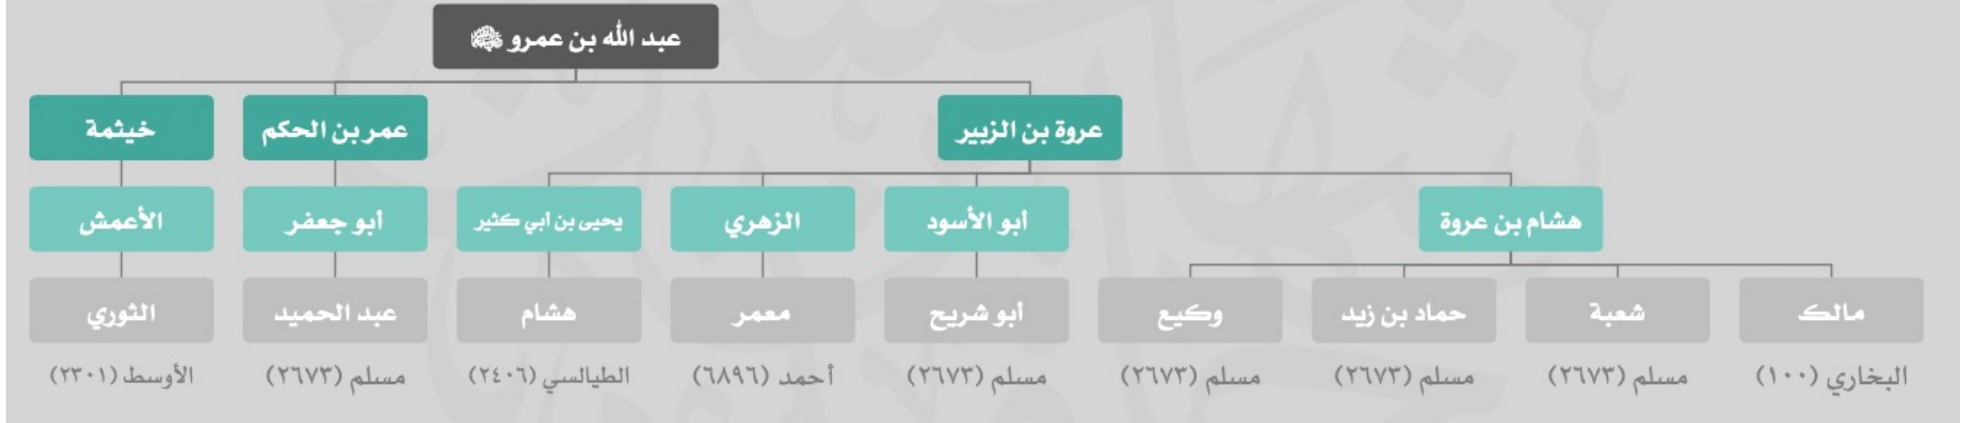 عبد الله بن عمرو ﷺ
عروة بن الزبير
عمر بن الحكم
خيثمة
هشام بن عروة
أبو الأسود
الزهري
يحيى بن أبي كثير
أبو جعفر
الأعمش
مالك
شعبة
حماد بن زيد
وكيع
أبو شريح
معمر
هشام
عبد الحميد
الثوري
البخاري (١٠٠)
مسلم (٢٦٧٣)
مسلم (٢٦٧٣)
مسلم (٢٦٧٣)
مسلم (٢٦٧٣)
أحمد (٦٨٩٦)
الطيالسي (٢٤٠٦)
مسلم (٢٦٧٣)
الأوسط (٢٣٠١)